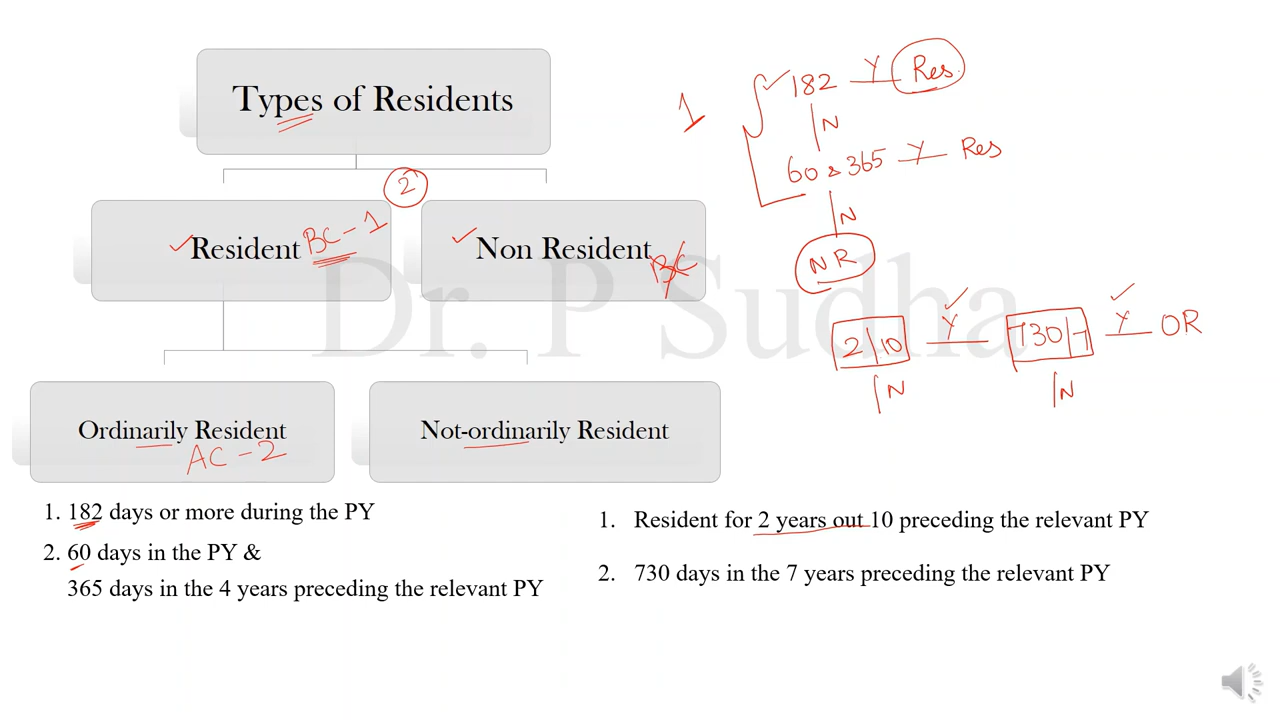 Types of Residents
1
182 Y Res.
N
60 & 365 Y Res
N
NR
2
Resident BC - 1
Non Resident BC
Dr. P Sudha
2 | 10 Y 730 | 7 Y OR
N N
Ordinarily Resident
AC - 2
Not-ordinarily Resident
1. 182 days or more during the PY
2. 60 days in the PY &
365 days in the 4 years preceding the relevant PY
1. Resident for 2 years out 10 preceding the relevant PY
2. 730 days in the 7 years preceding the relevant PY